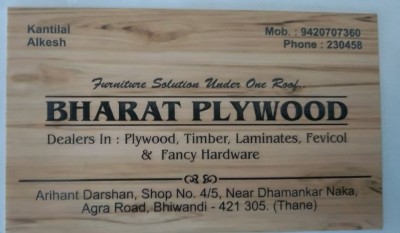 Kantilal
Alkesh
Mob. : 9420707360
Phone : 230458
Furniture Solution Under One Roof..
BHARAT PLYWOOD
Dealers In : Plywood, Timber, Laminates, Fevicol
& Fancy Hardware
Arihant Darshan, Shop No. 4/5, Near Dhamankar Naka,
Agra Road, Bhiwandi - 421 305. (Thane)